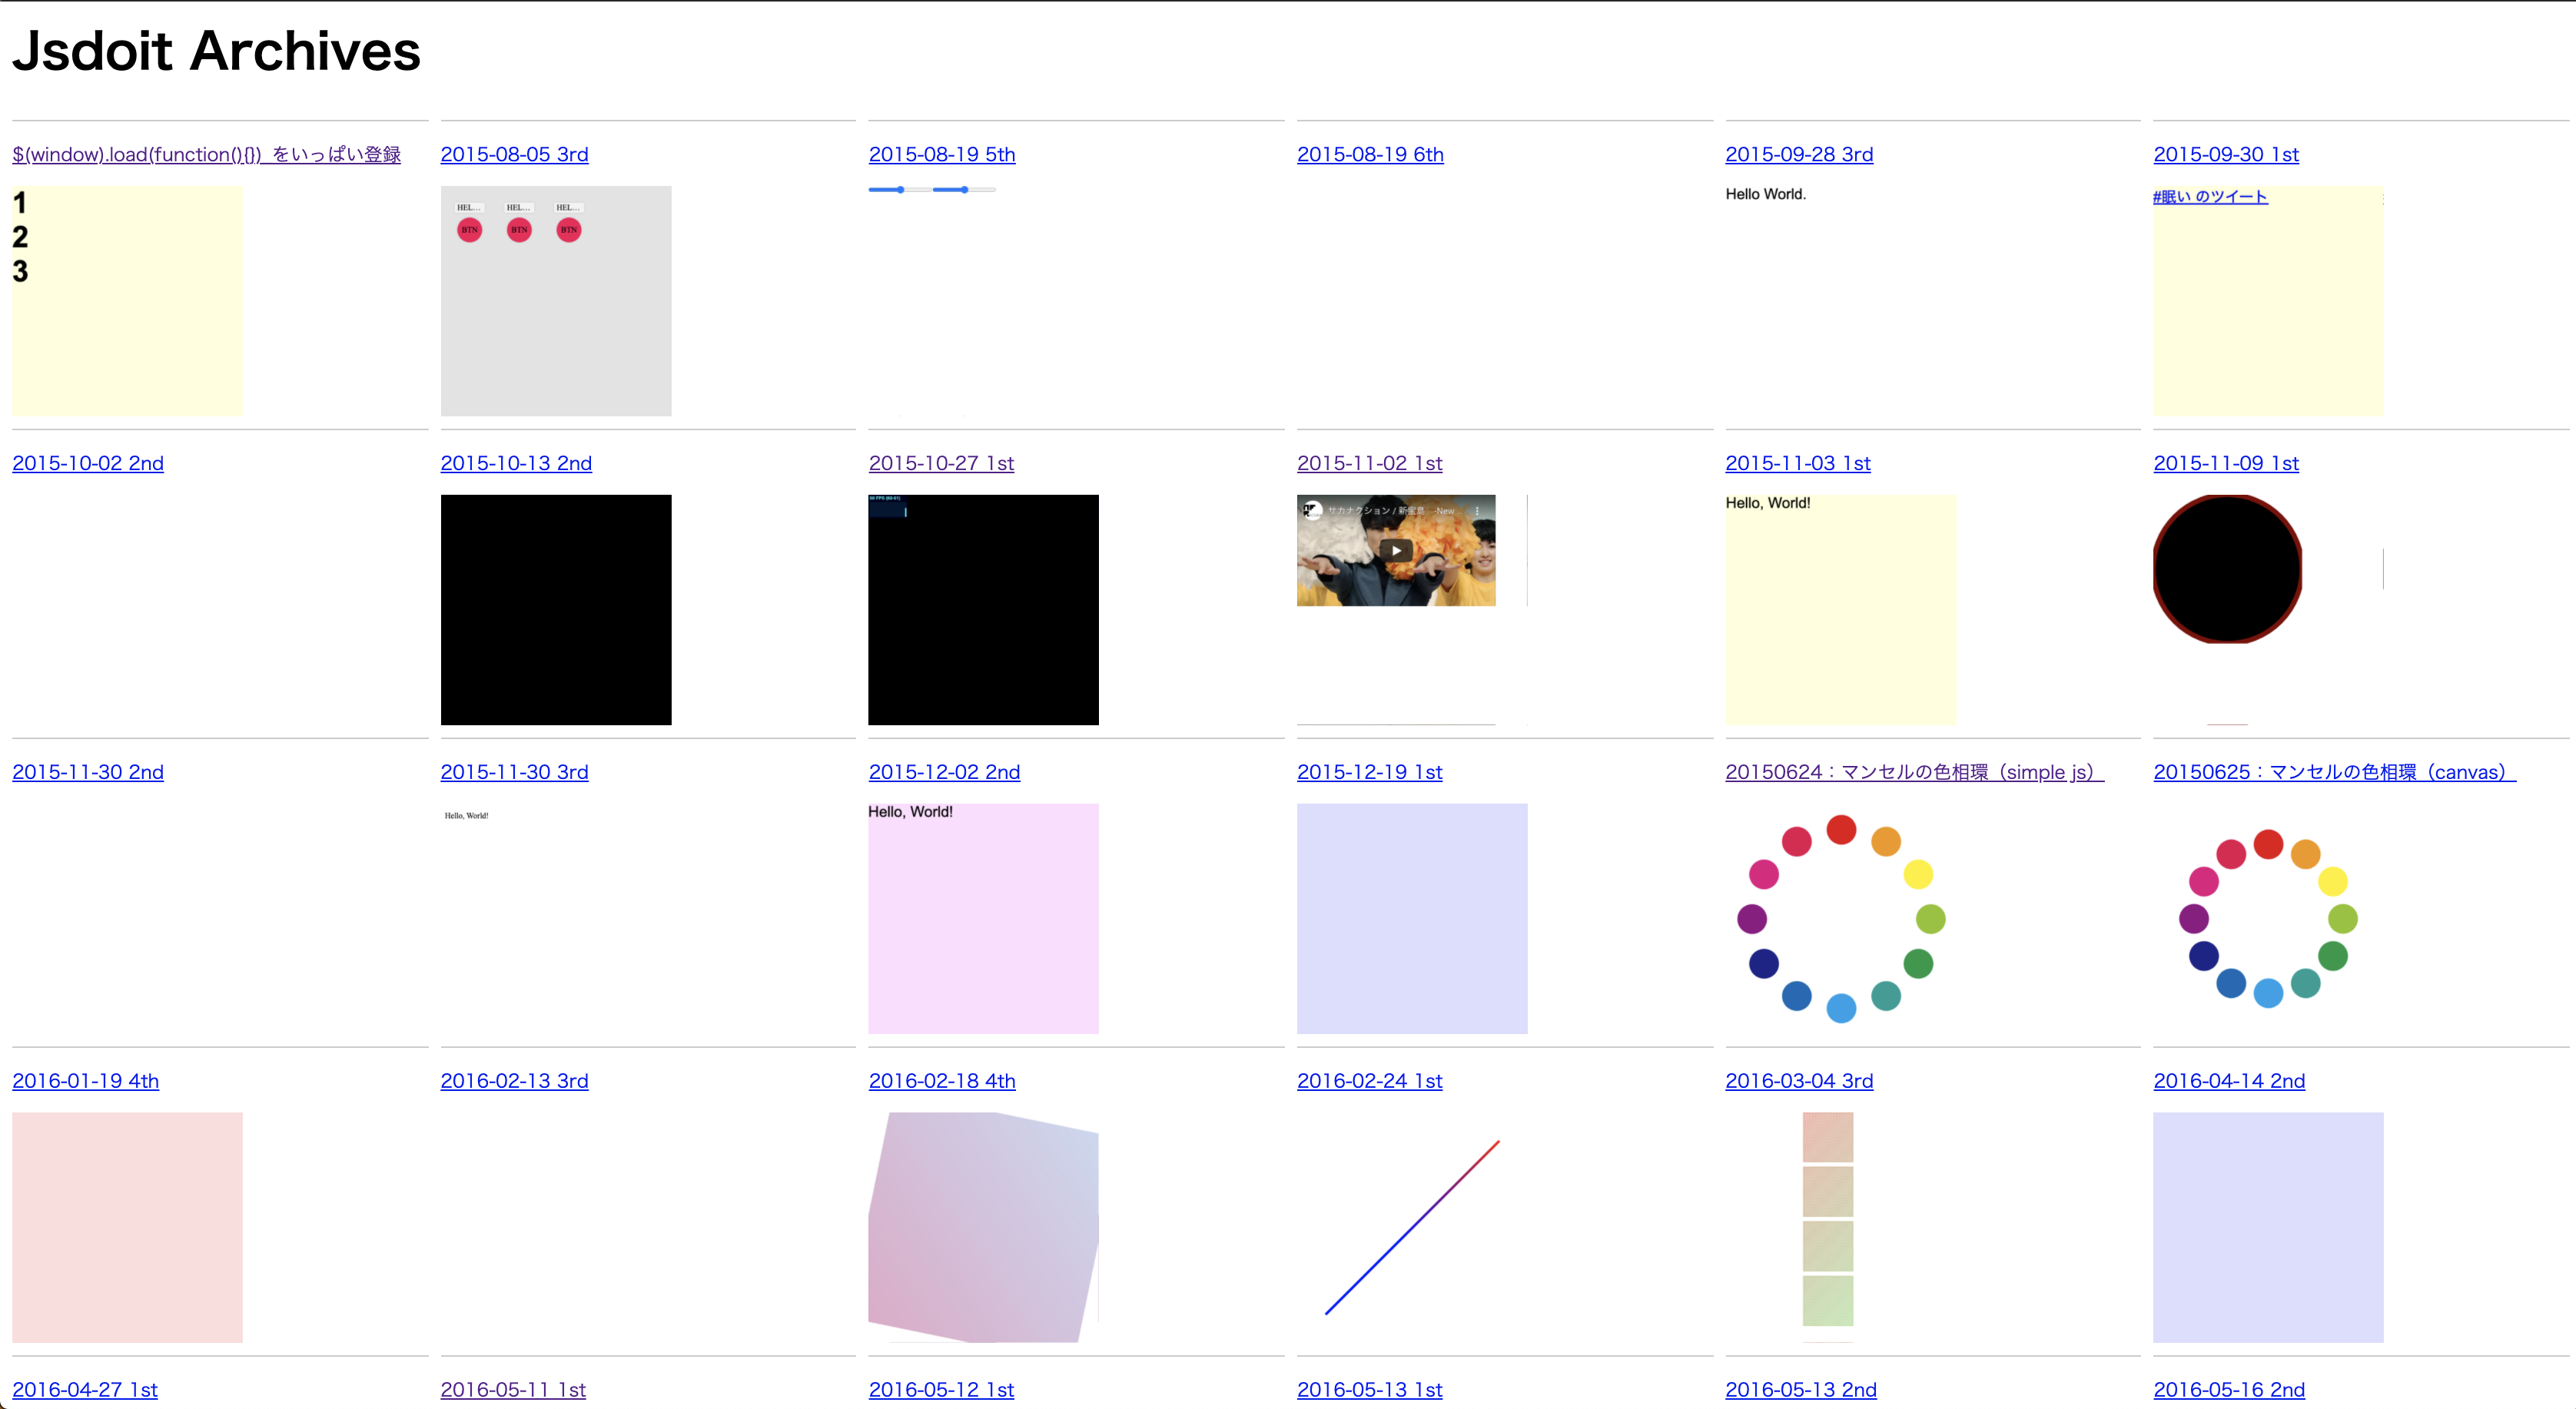 Jsdoit Archives
$(window).load(function(){})_をいっぱい登録
2015-08-05 3rd
2015-08-19 5th
2015-08-19 6th
2015-09-28 3rd
2015-09-30 1st
1
2
3
HEL... HEL... HEL...
BTN BTN BTN
Hello World.
#眠い のツイート
2015-10-02 2nd
2015-10-13 2nd
2015-10-27 1st
2015-11-02 1st
2015-11-03 1st
2015-11-09 1st
サカナクション / 新宝島 -New...
Hello, World!
2015-11-30 2nd
2015-11-30 3rd
2015-12-02 2nd
2015-12-19 1st
20150624：マンセルの色相環（simple js）
20150625：マンセルの色相環（canvas）
Hello, World!
Hello, World!
2016-01-19 4th
2016-02-13 3rd
2016-02-18 4th
2016-02-24 1st
2016-03-04 3rd
2016-04-14 2nd
2016-04-27 1st
2016-05-11 1st
2016-05-12 1st
2016-05-13 1st
2016-05-13 2nd
2016-05-16 2nd